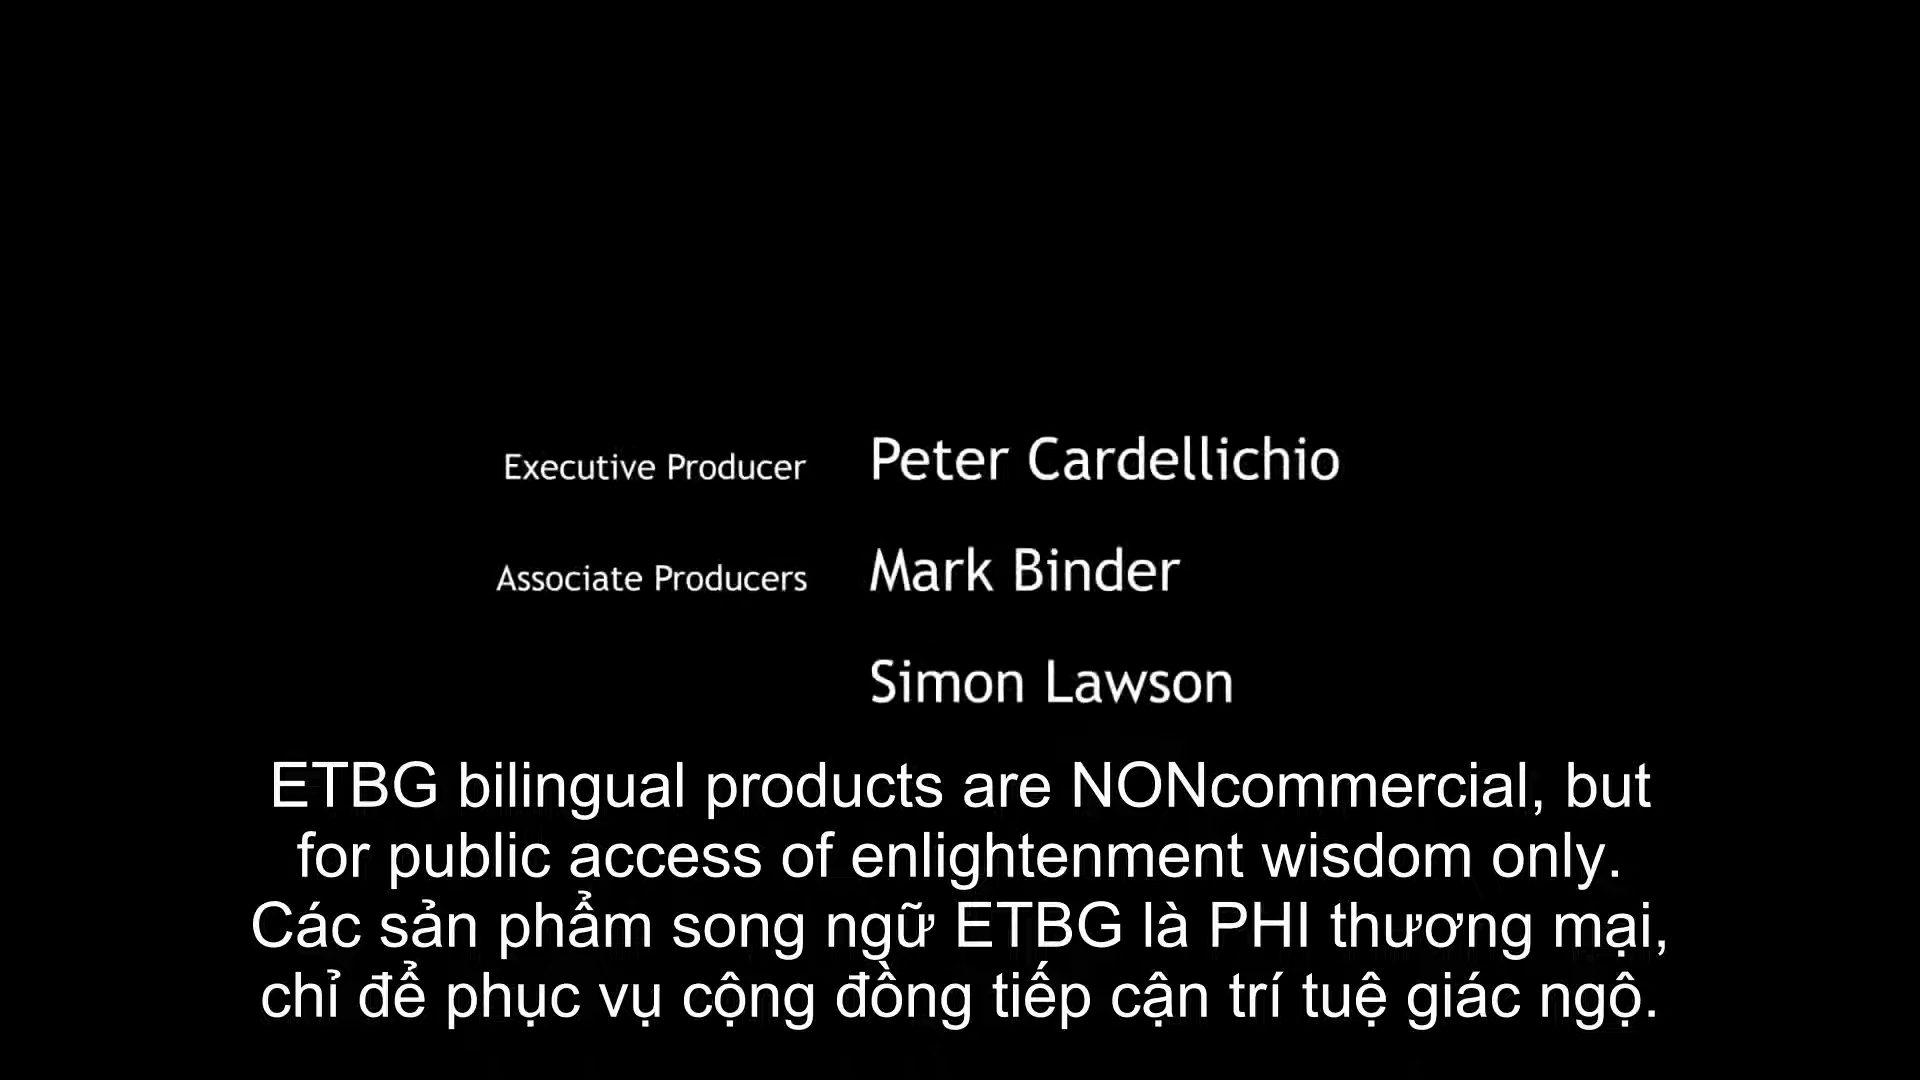 Executive Producer Peter Cardellichio
Associate Producers Mark Binder
Simon Lawson
ETBG bilingual products are NONcommercial, but
for public access of enlightenment wisdom only.
Các sản phẩm song ngữ ETBG là PHI thương mại,
chỉ để phục vụ cộng đồng tiếp cận trí tuệ giác ngộ.